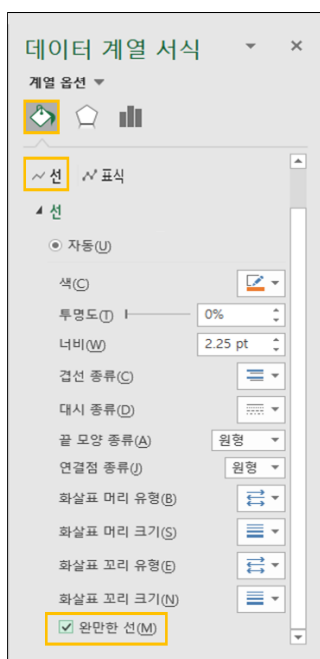 데이터 계열 서식
계열 옵션
선 표식
선
자동(U)
색(C)
투명도(T) 0%
너비(W) 2.25 pt
겹선 종류(C)
대시 종류(D)
끝 모양 종류(A) 원형
연결점 종류(J) 원형
화살표 머리 유형(B)
화살표 머리 크기(S)
화살표 꼬리 유형(E)
화살표 꼬리 크기(N)
완만한 선(M)